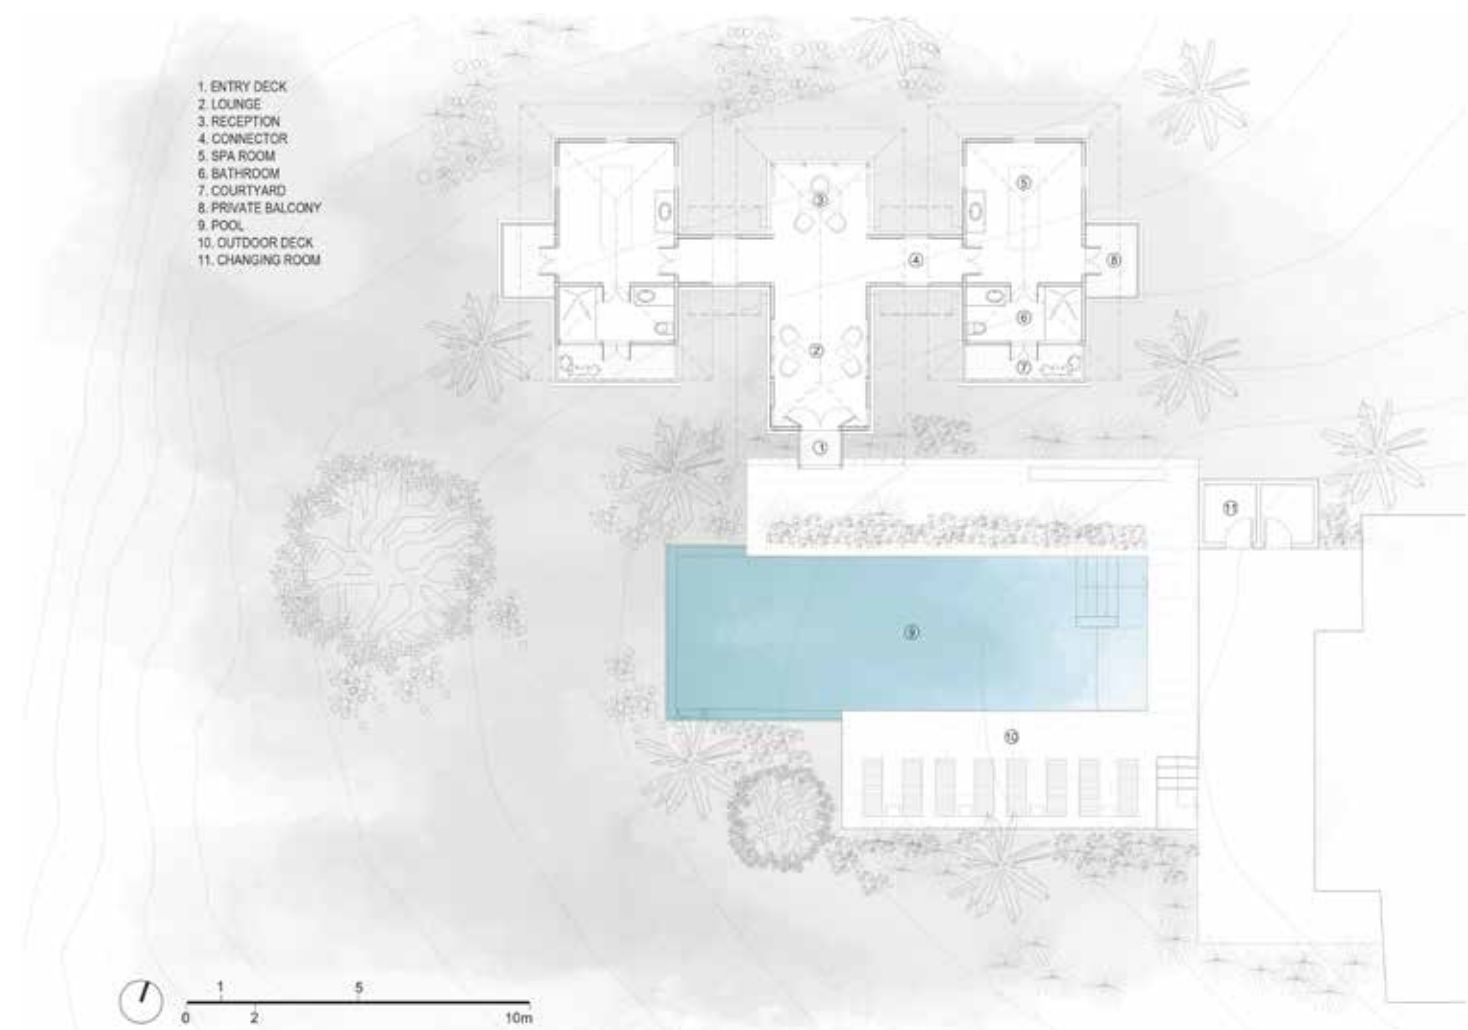 1. ENTRY DECK
2. LOUNGE
3. RECEPTION
4. CONNECTOR
5. SPA ROOM
6. BATHROOM
7. COURTYARD
8. PRIVATE BALCONY
9. POOL
10. OUTDOOR DECK
11. CHANGING ROOM
5
3
4
8
6
2
7
1
11
9
10
1 5
0 2 10m